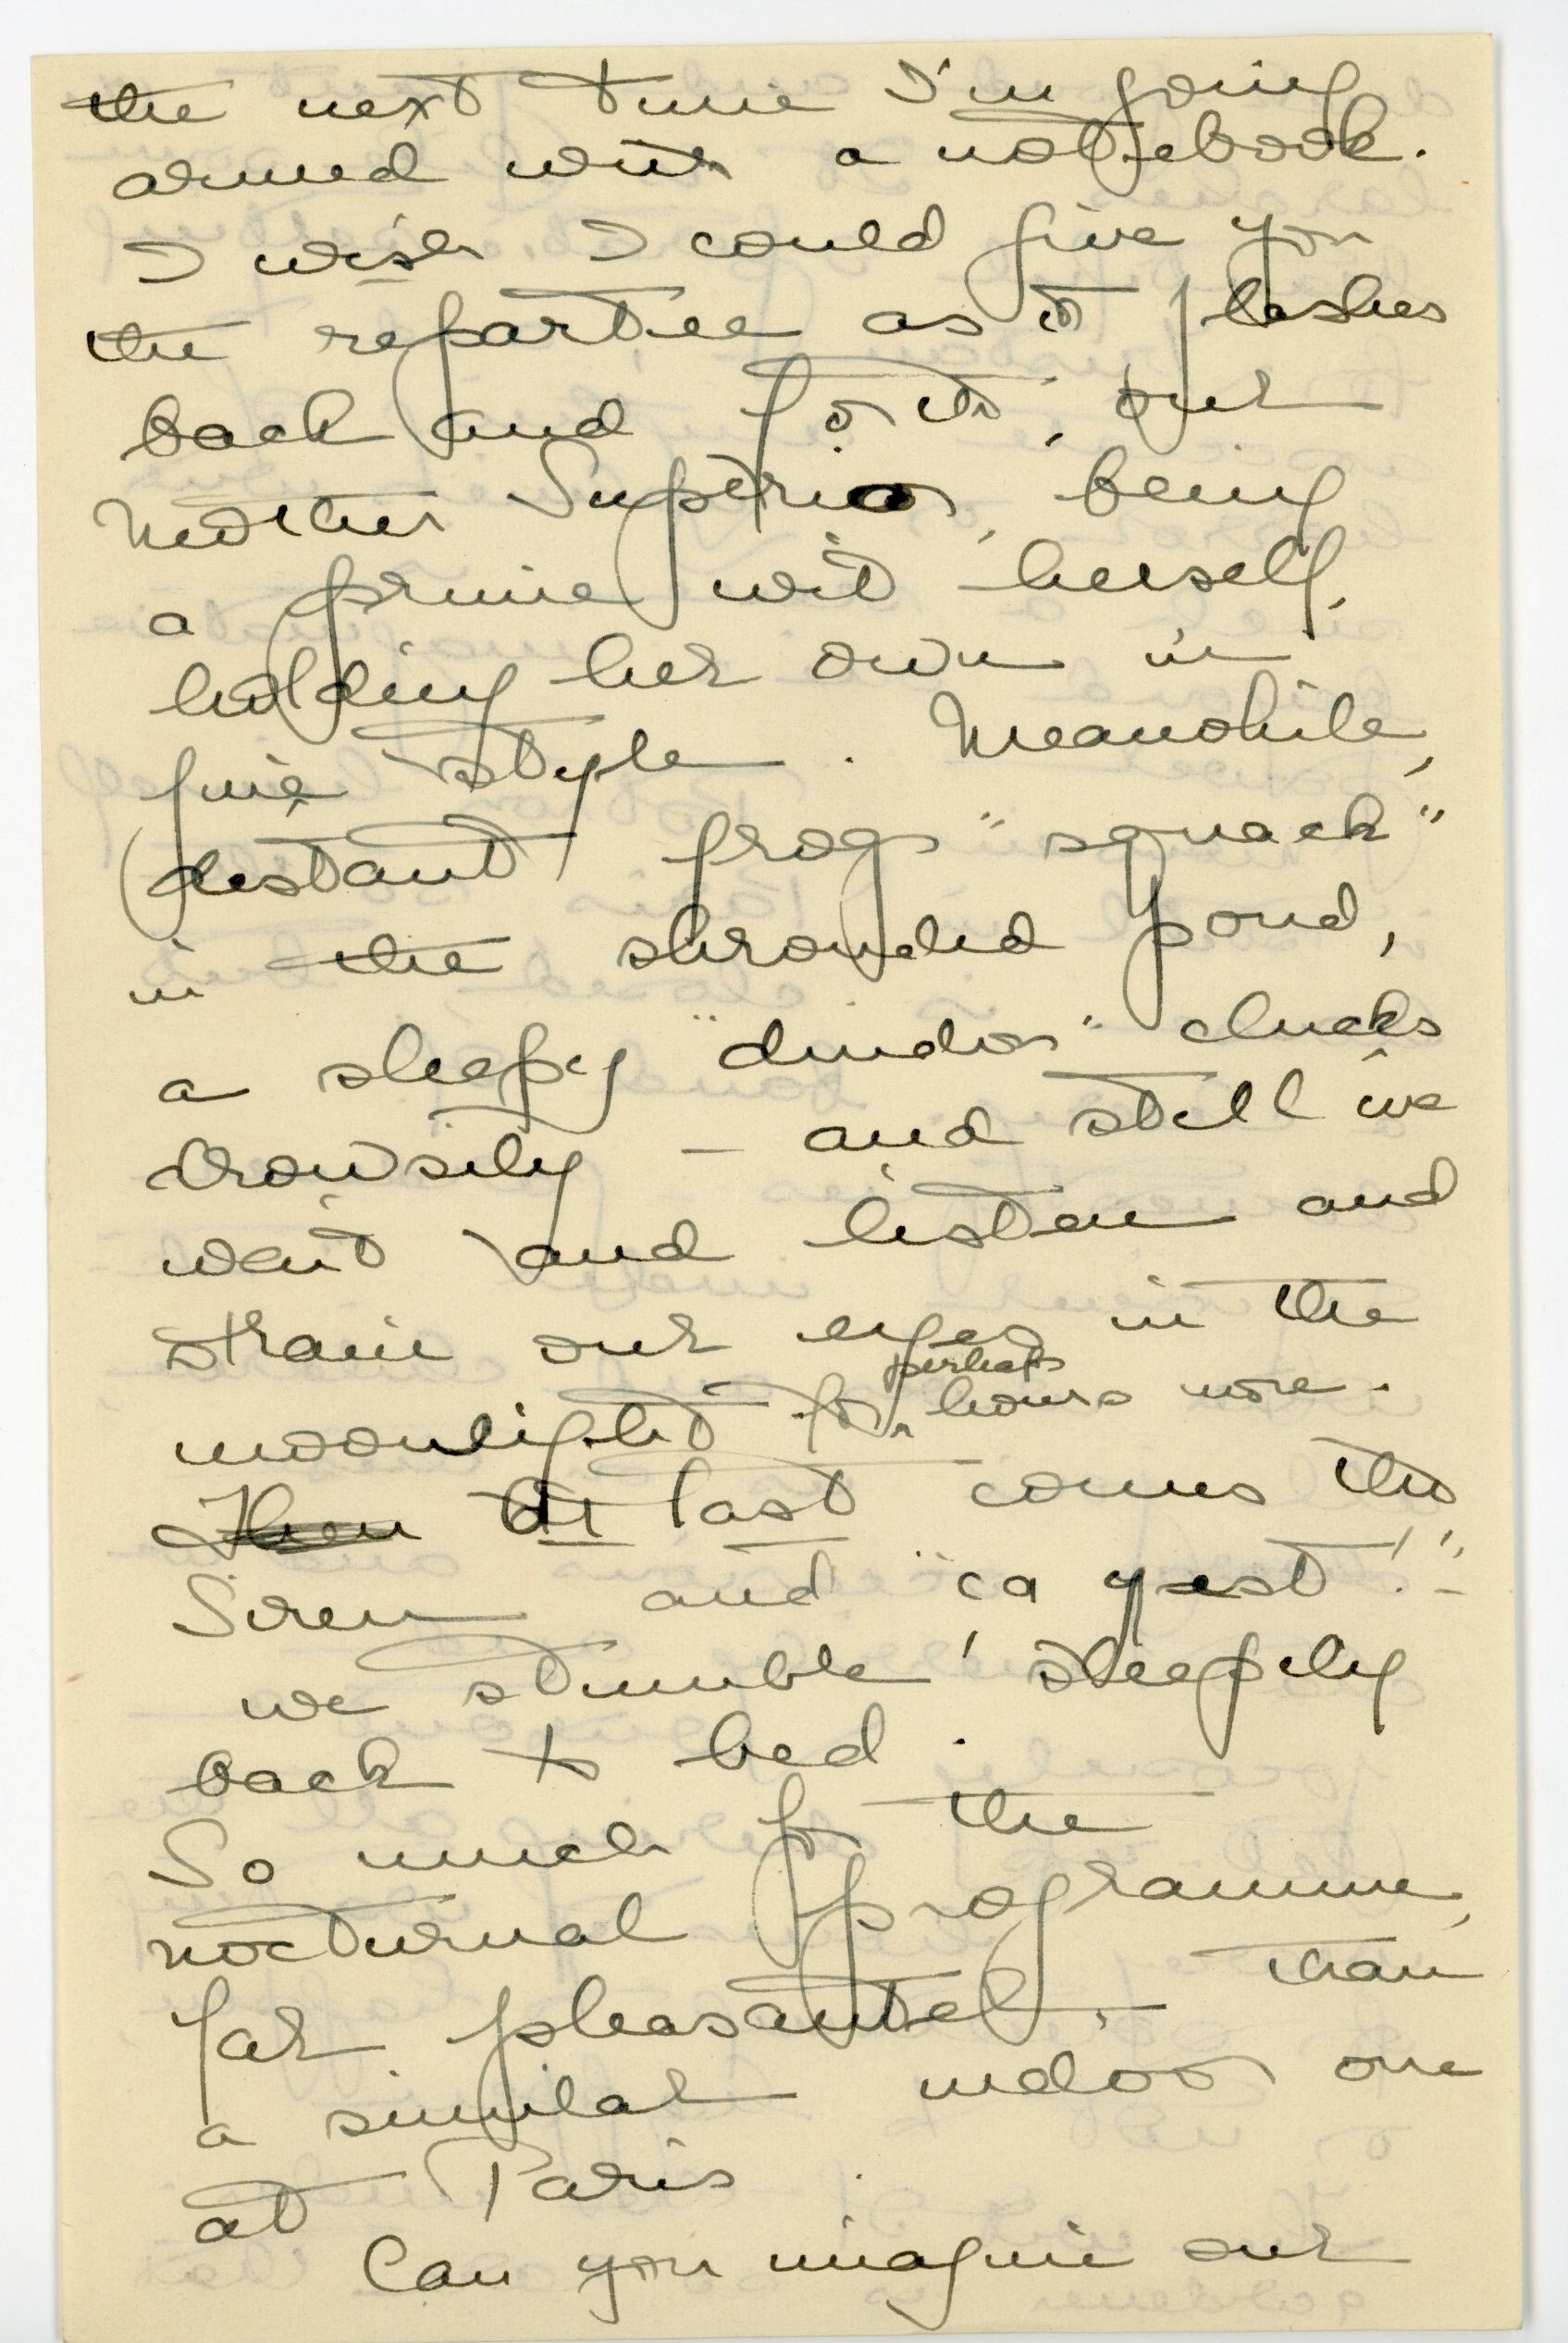 the next time I'm going
armed with a notebook.
I wish I could give you
the repartee as it flashes
back and forth, our
Mother Superior, being
a prime wit herself,
holding her own in
fine style. Meanwhile,
distant frogs "squack"
in the shrouded pond,
a sleepy "dindon" clucks
drowsily – and still we
wait and listen and
strain our eyes in the
moonlight for perhaps hours more.
Then At last comes the
Siren and "ça y est!" –
we stumble sleepily
back to bed.
So much for the
nocturnal programme,
far pleasanter, than
a similar indoor one
at Paris.
Can you imagine our